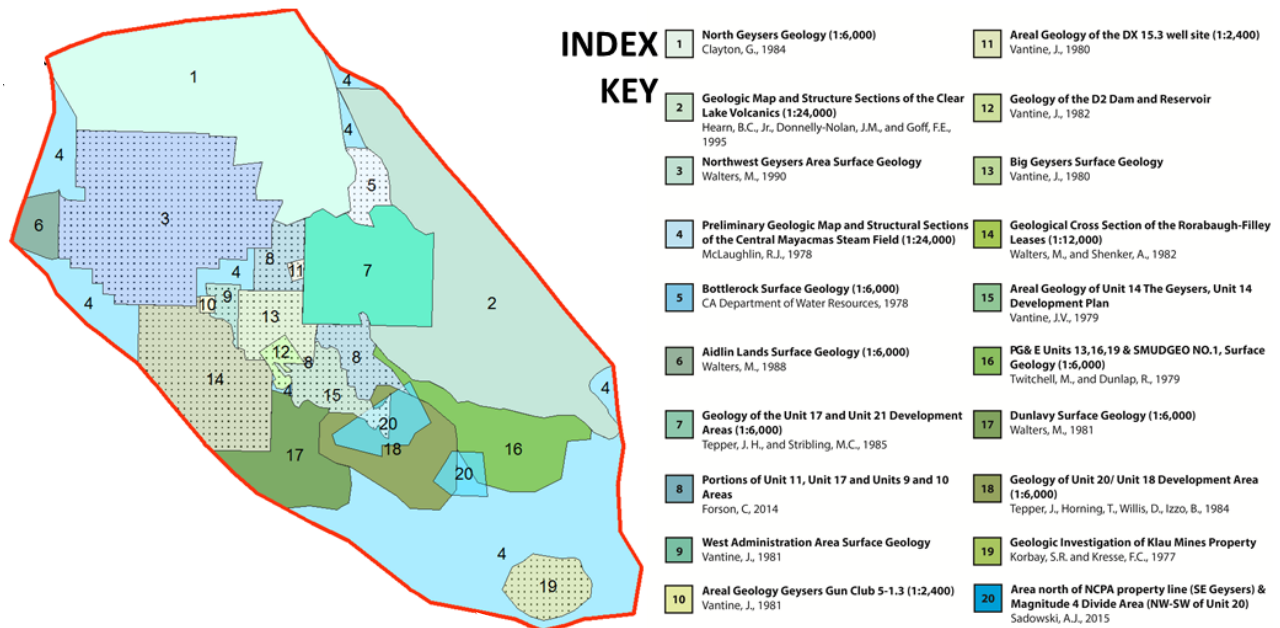 INDEX
KEY
1
North Geysers Geology (1:6,000)
Clayton, G., 1984
2
Geologic Map and Structure Sections of the Clear
Lake Volcanics (1:24,000)
Hearn, B.C., Jr., Donnelly-Nolan, J.M., and Goff, F.E.,
1995
3
Northwest Geysers Area Surface Geology
Walters, M., 1990
4
Preliminary Geologic Map and Structural Sections
of the Central Mayacmas Steam Field (1:24,000)
McLaughlin, R.J., 1978
5
Bottlerock Surface Geology (1:6,000)
CA Department of Water Resources, 1978
6
Aidlin Lands Surface Geology (1:6,000)
Walters, M., 1988
7
Geology of the Unit 17 and Unit 21 Development
Areas (1:6,000)
Tepper, J. H., and Stribling, M.C., 1985
8
Portions of Unit 11, Unit 17 and Units 9 and 10
Areas
Forson, C, 2014
9
West Administration Area Surface Geology
Vantine, J., 1981
10
Areal Geology Geysers Gun Club 5-1.3 (1:2,400)
Vantine, J., 1981
11
Areal Geology of the DX 15.3 well site (1:2,400)
Vantine, J., 1980
12
Geology of the D2 Dam and Reservoir
Vantine, J., 1982
13
Big Geysers Surface Geology
Vantine, J., 1980
14
Geological Cross Section of the Rorabaugh-Filley
Leases (1:12,000)
Walters, M., and Shenker, A., 1982
15
Areal Geology of Unit 14 The Geysers, Unit 14
Development Plan
Vantine, J.V., 1979
16
PG& E Units 13,16,19 & SMUDGEO NO.1, Surface
Geology (1:6,000)
Twitchell, M., and Dunlap, R., 1979
17
Dunlavy Surface Geology (1:6,000)
Walters, M., 1981
18
Geology of Unit 20/ Unit 18 Development Area
(1:6,000)
Tepper, J., Horning, T., Willis, D., Izzo, B., 1984
19
Geologic Investigation of Klau Mines Property
Korbay, S.R. and Kresse, F.C., 1977
20
Area north of NCPA property line (SE Geysers) &
Magnitude 4 Divide Area (NW-SW of Unit 20)
Sadowski, A.J., 2015
1
4
4
4
5
3
6
8
11
4
7
9
10
4
2
13
12
8
8
14
4
15
4
20
18
17
16
20
4
19